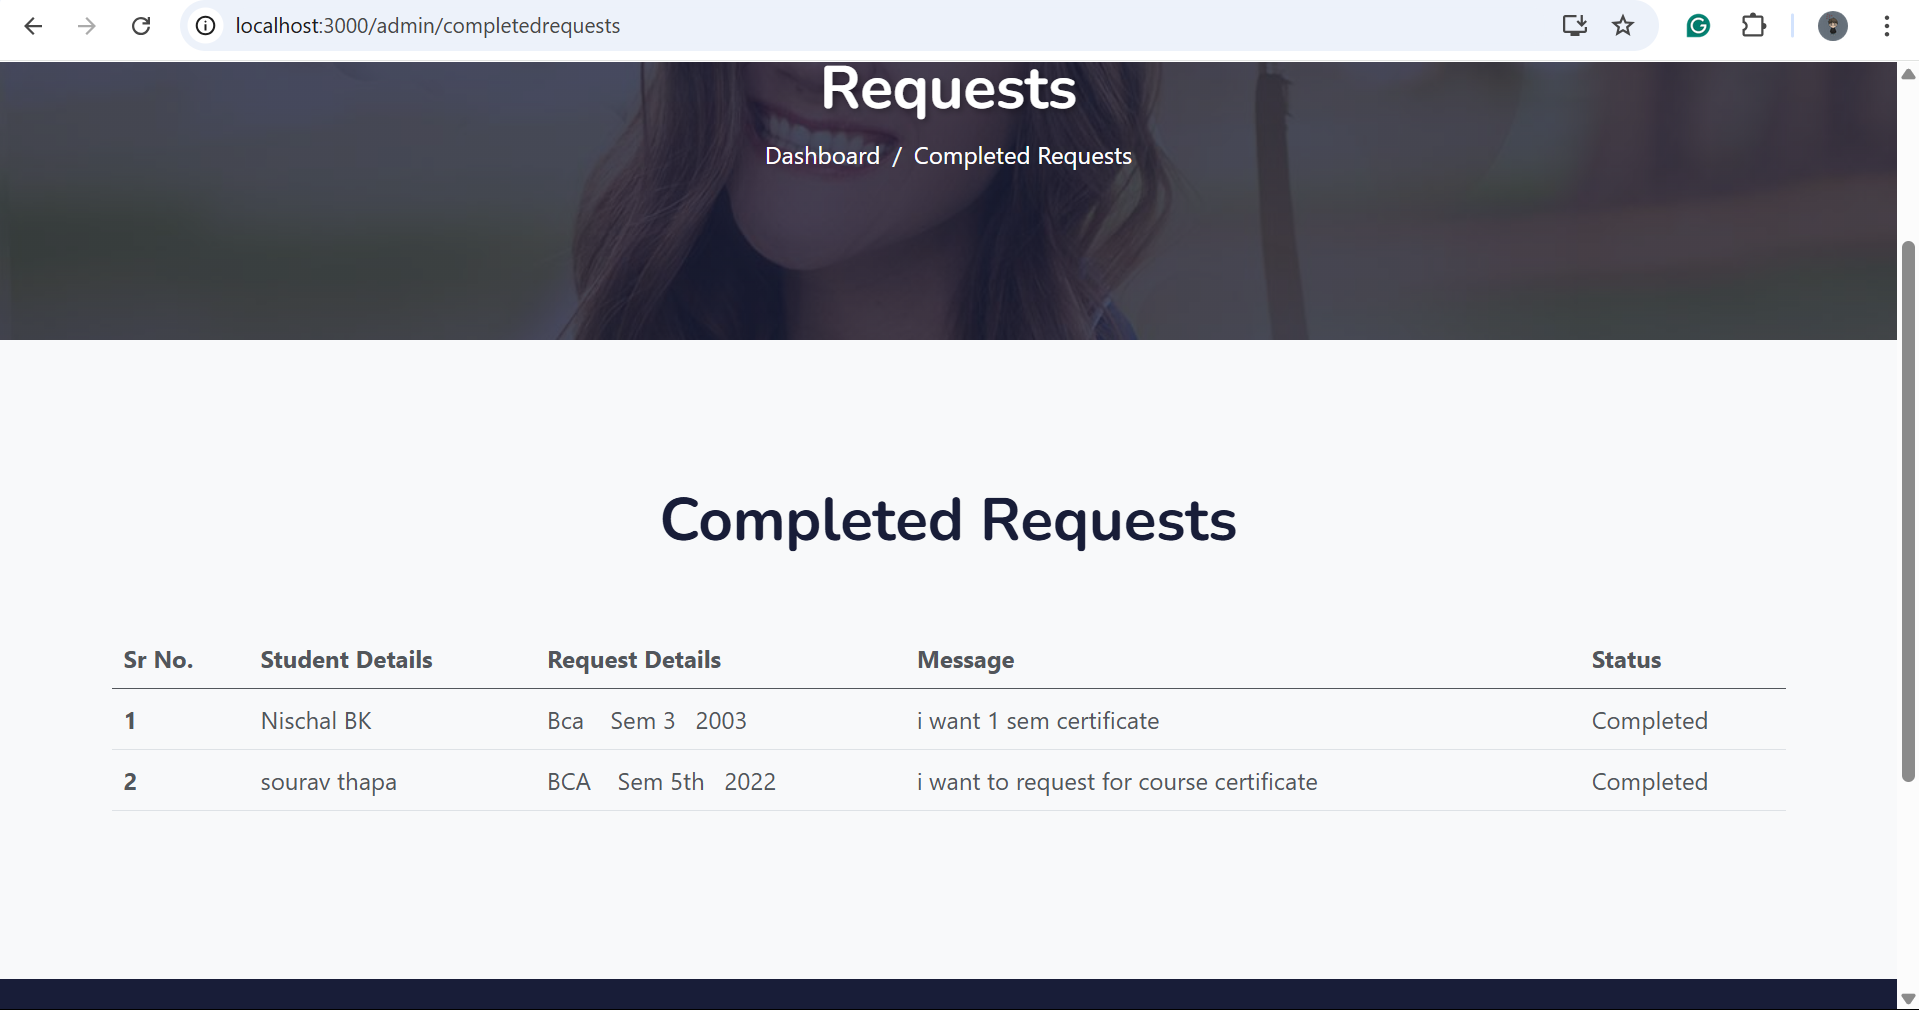 localhost:3000/admin/completedrequests
Requests
Dashboard / Completed Requests
Completed Requests
Sr No. Student Details Request Details Message Status
1 Nischal BK Bca Sem 3 2003 i want 1 sem certificate Completed
2 sourav thapa BCA Sem 5th 2022 i want to request for course certificate Completed